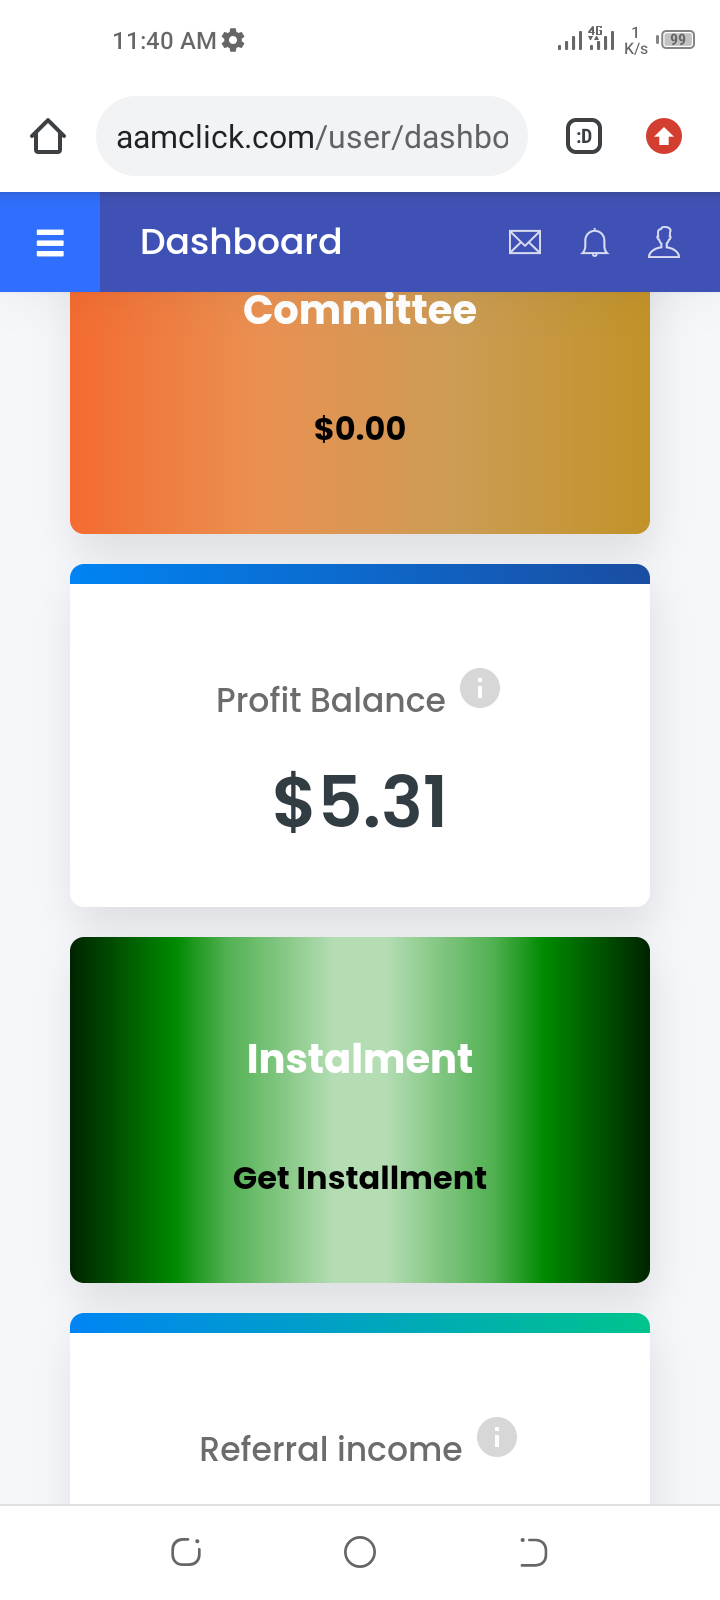 11:40 AM
4G
1
K/s
99
aamclick.com/user/dashbo
:D
Dashboard
Committee
$0.00
Profit Balance
$5.31
Instalment
Get Installment
Referral income